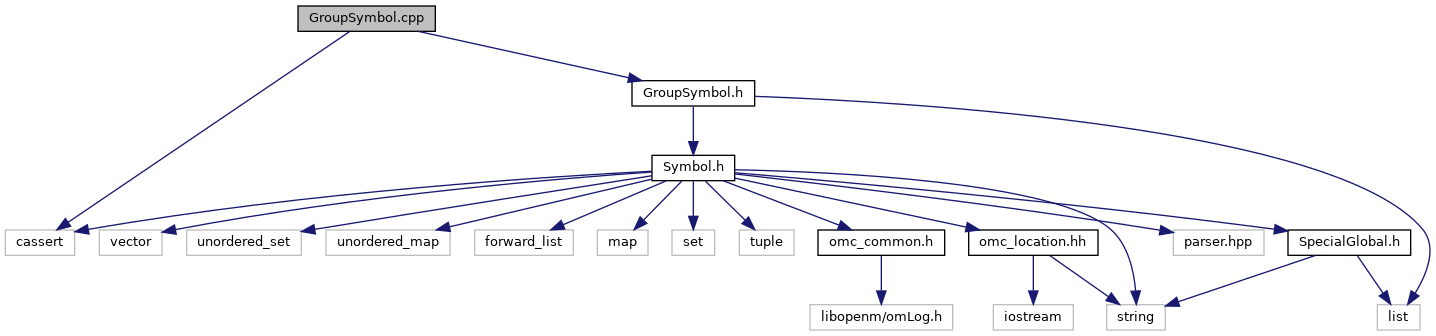 GroupSymbol.cpp
GroupSymbol.h
Symbol.h
cassert
vector
unordered_set
unordered_map
forward_list
map
set
tuple
omc_common.h
omc_location.hh
parser.hpp
SpecialGlobal.h
libopenm/omLog.h
iostream
string
list